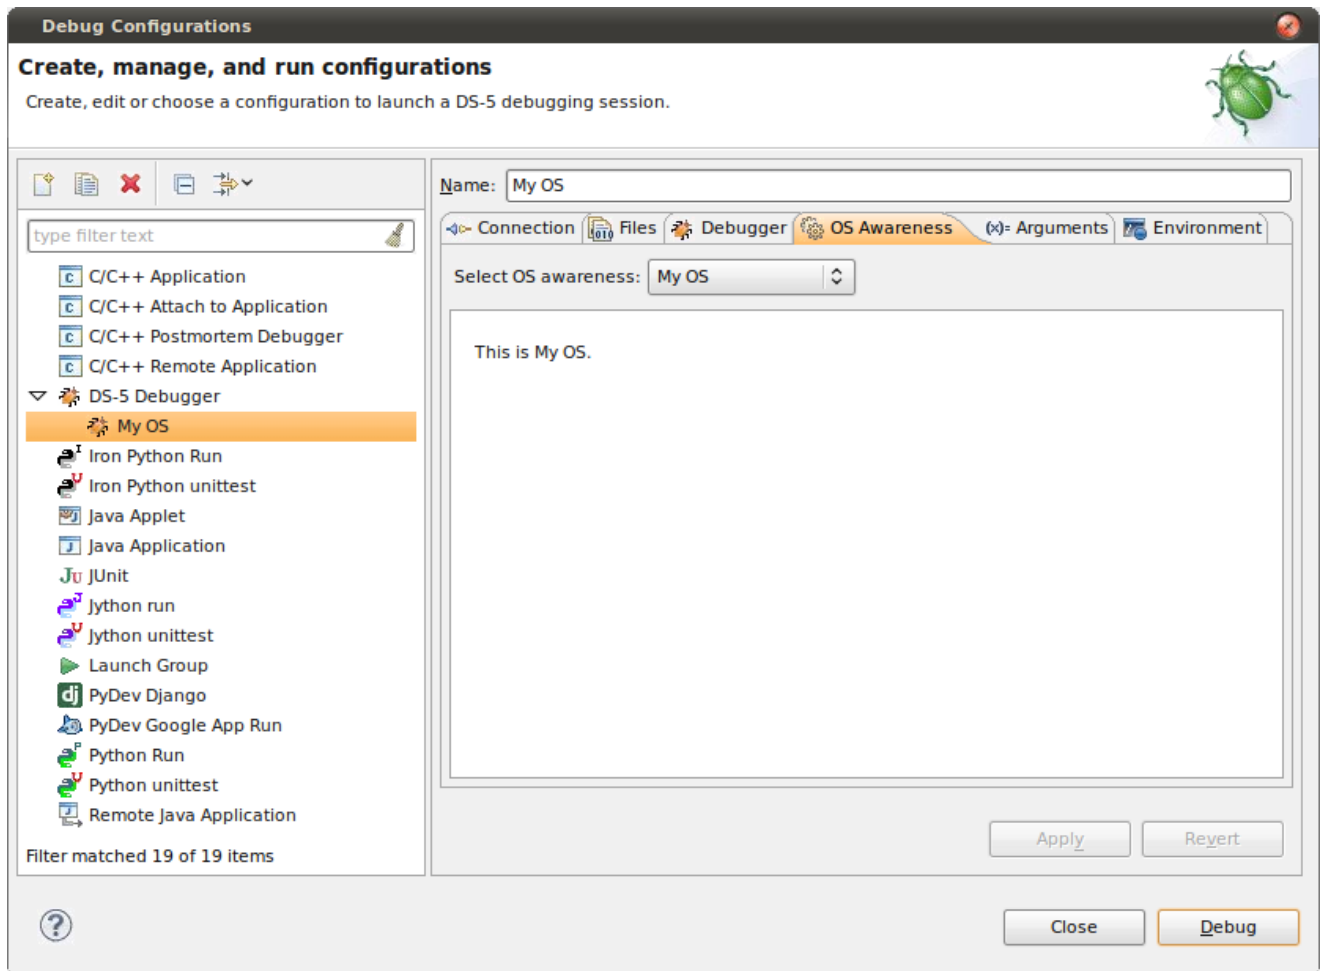 Debug Configurations
Create, manage, and run configurations
Create, edit or choose a configuration to launch a DS-5 debugging session.
type filter text
C/C++ Application
C/C++ Attach to Application
C/C++ Postmortem Debugger
C/C++ Remote Application
DS-5 Debugger
My OS
Iron Python Run
Iron Python unittest
Java Applet
Java Application
JUnit
Jython run
Jython unittest
Launch Group
PyDev Django
PyDev Google App Run
Python Run
Python unittest
Remote Java Application
Filter matched 19 of 19 items
Name: My OS
Connection Files Debugger OS Awareness (x)= Arguments Environment
Select OS awareness: My OS
This is My OS.
Apply Revert
Close Debug